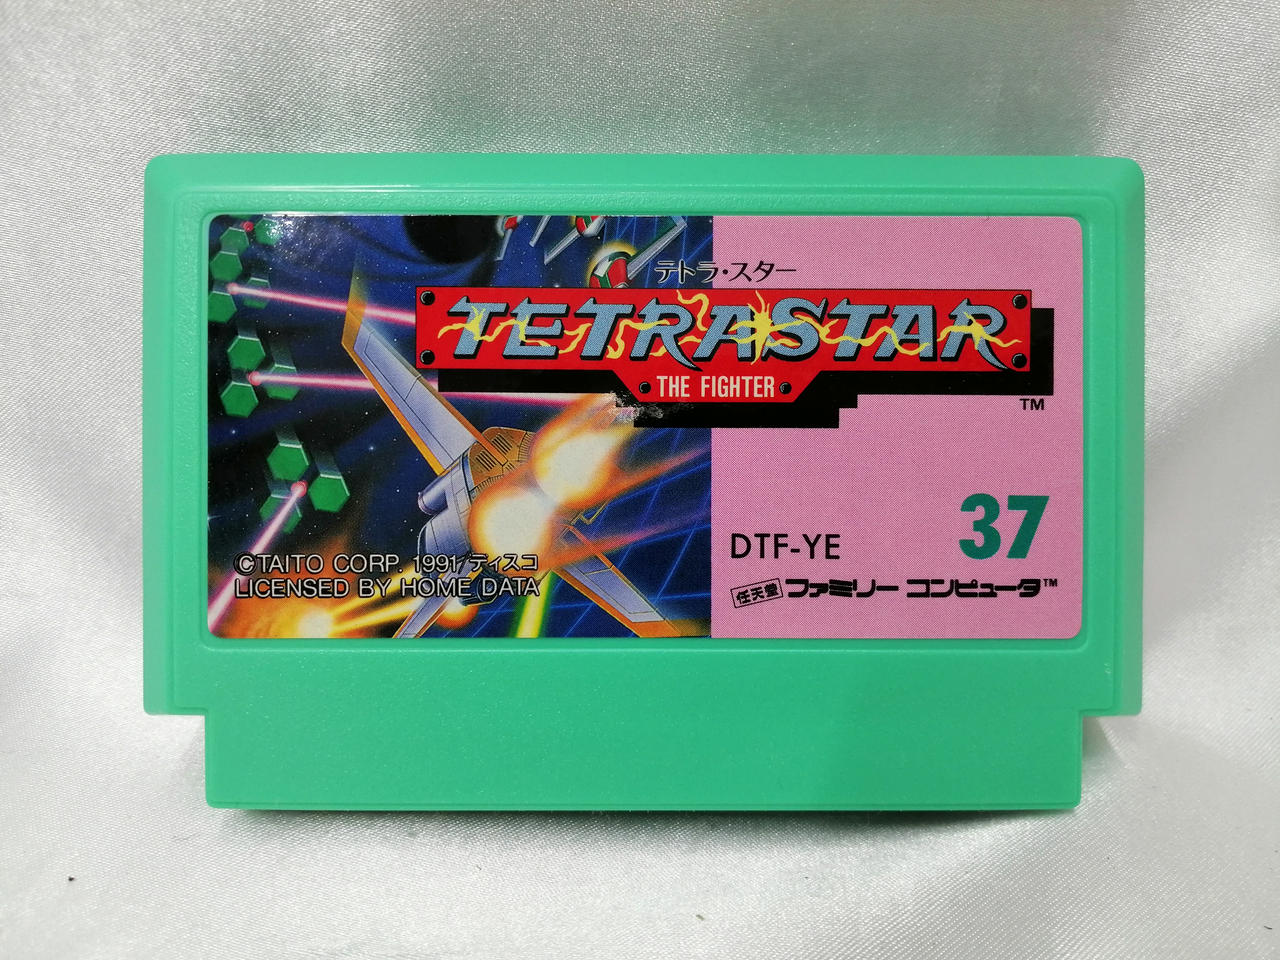 テトラ・スター
TETRASTAR
THE FIGHTER
TM
37
DTF-YE
©TAITO CORP. 1991 ディスコ
LICENSED BY HOME DATA
任天堂 ファミリー コンピュータ™